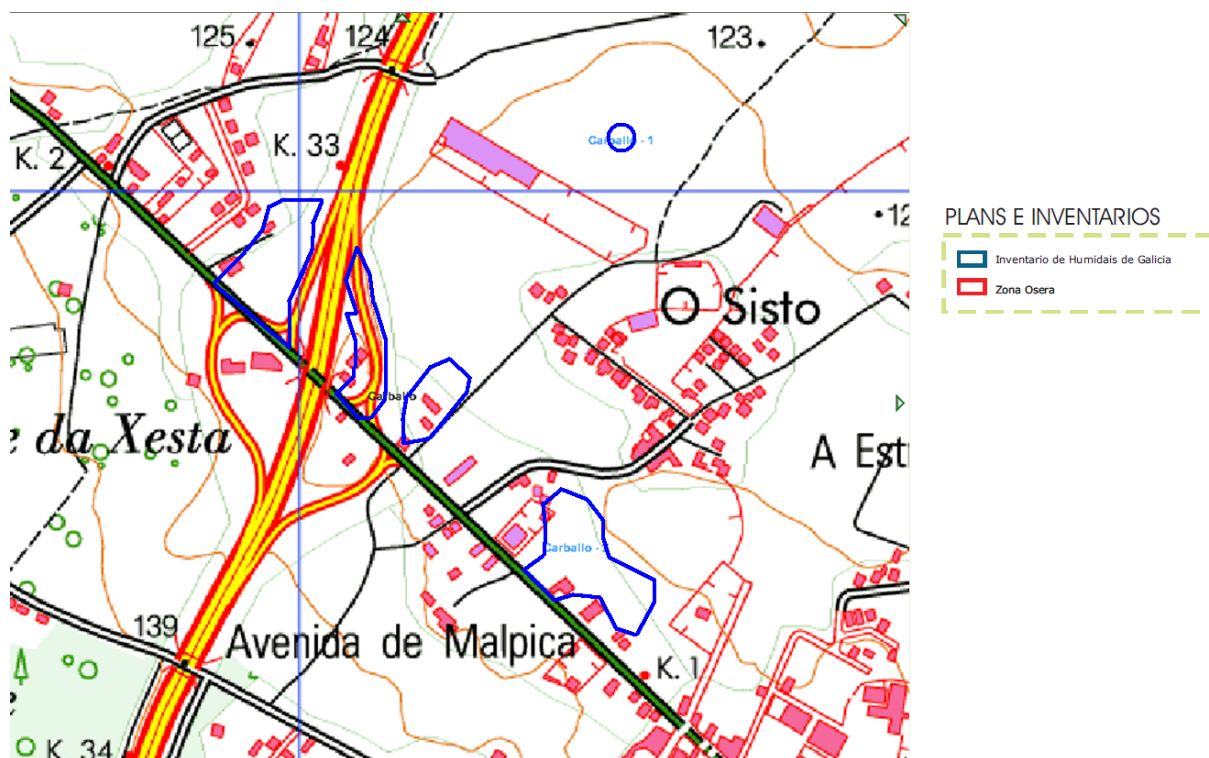 125
124
123
K. 33
Carballo - 1
K. 2
PLANS E INVENTARIOS
12
Inventario de Humidais de Galicia
Zona Osera
O Sisto
Carballo
e da Xesta
A Est
Carballo -
139
Avenida de Malpica
K. 1
e
K. 34